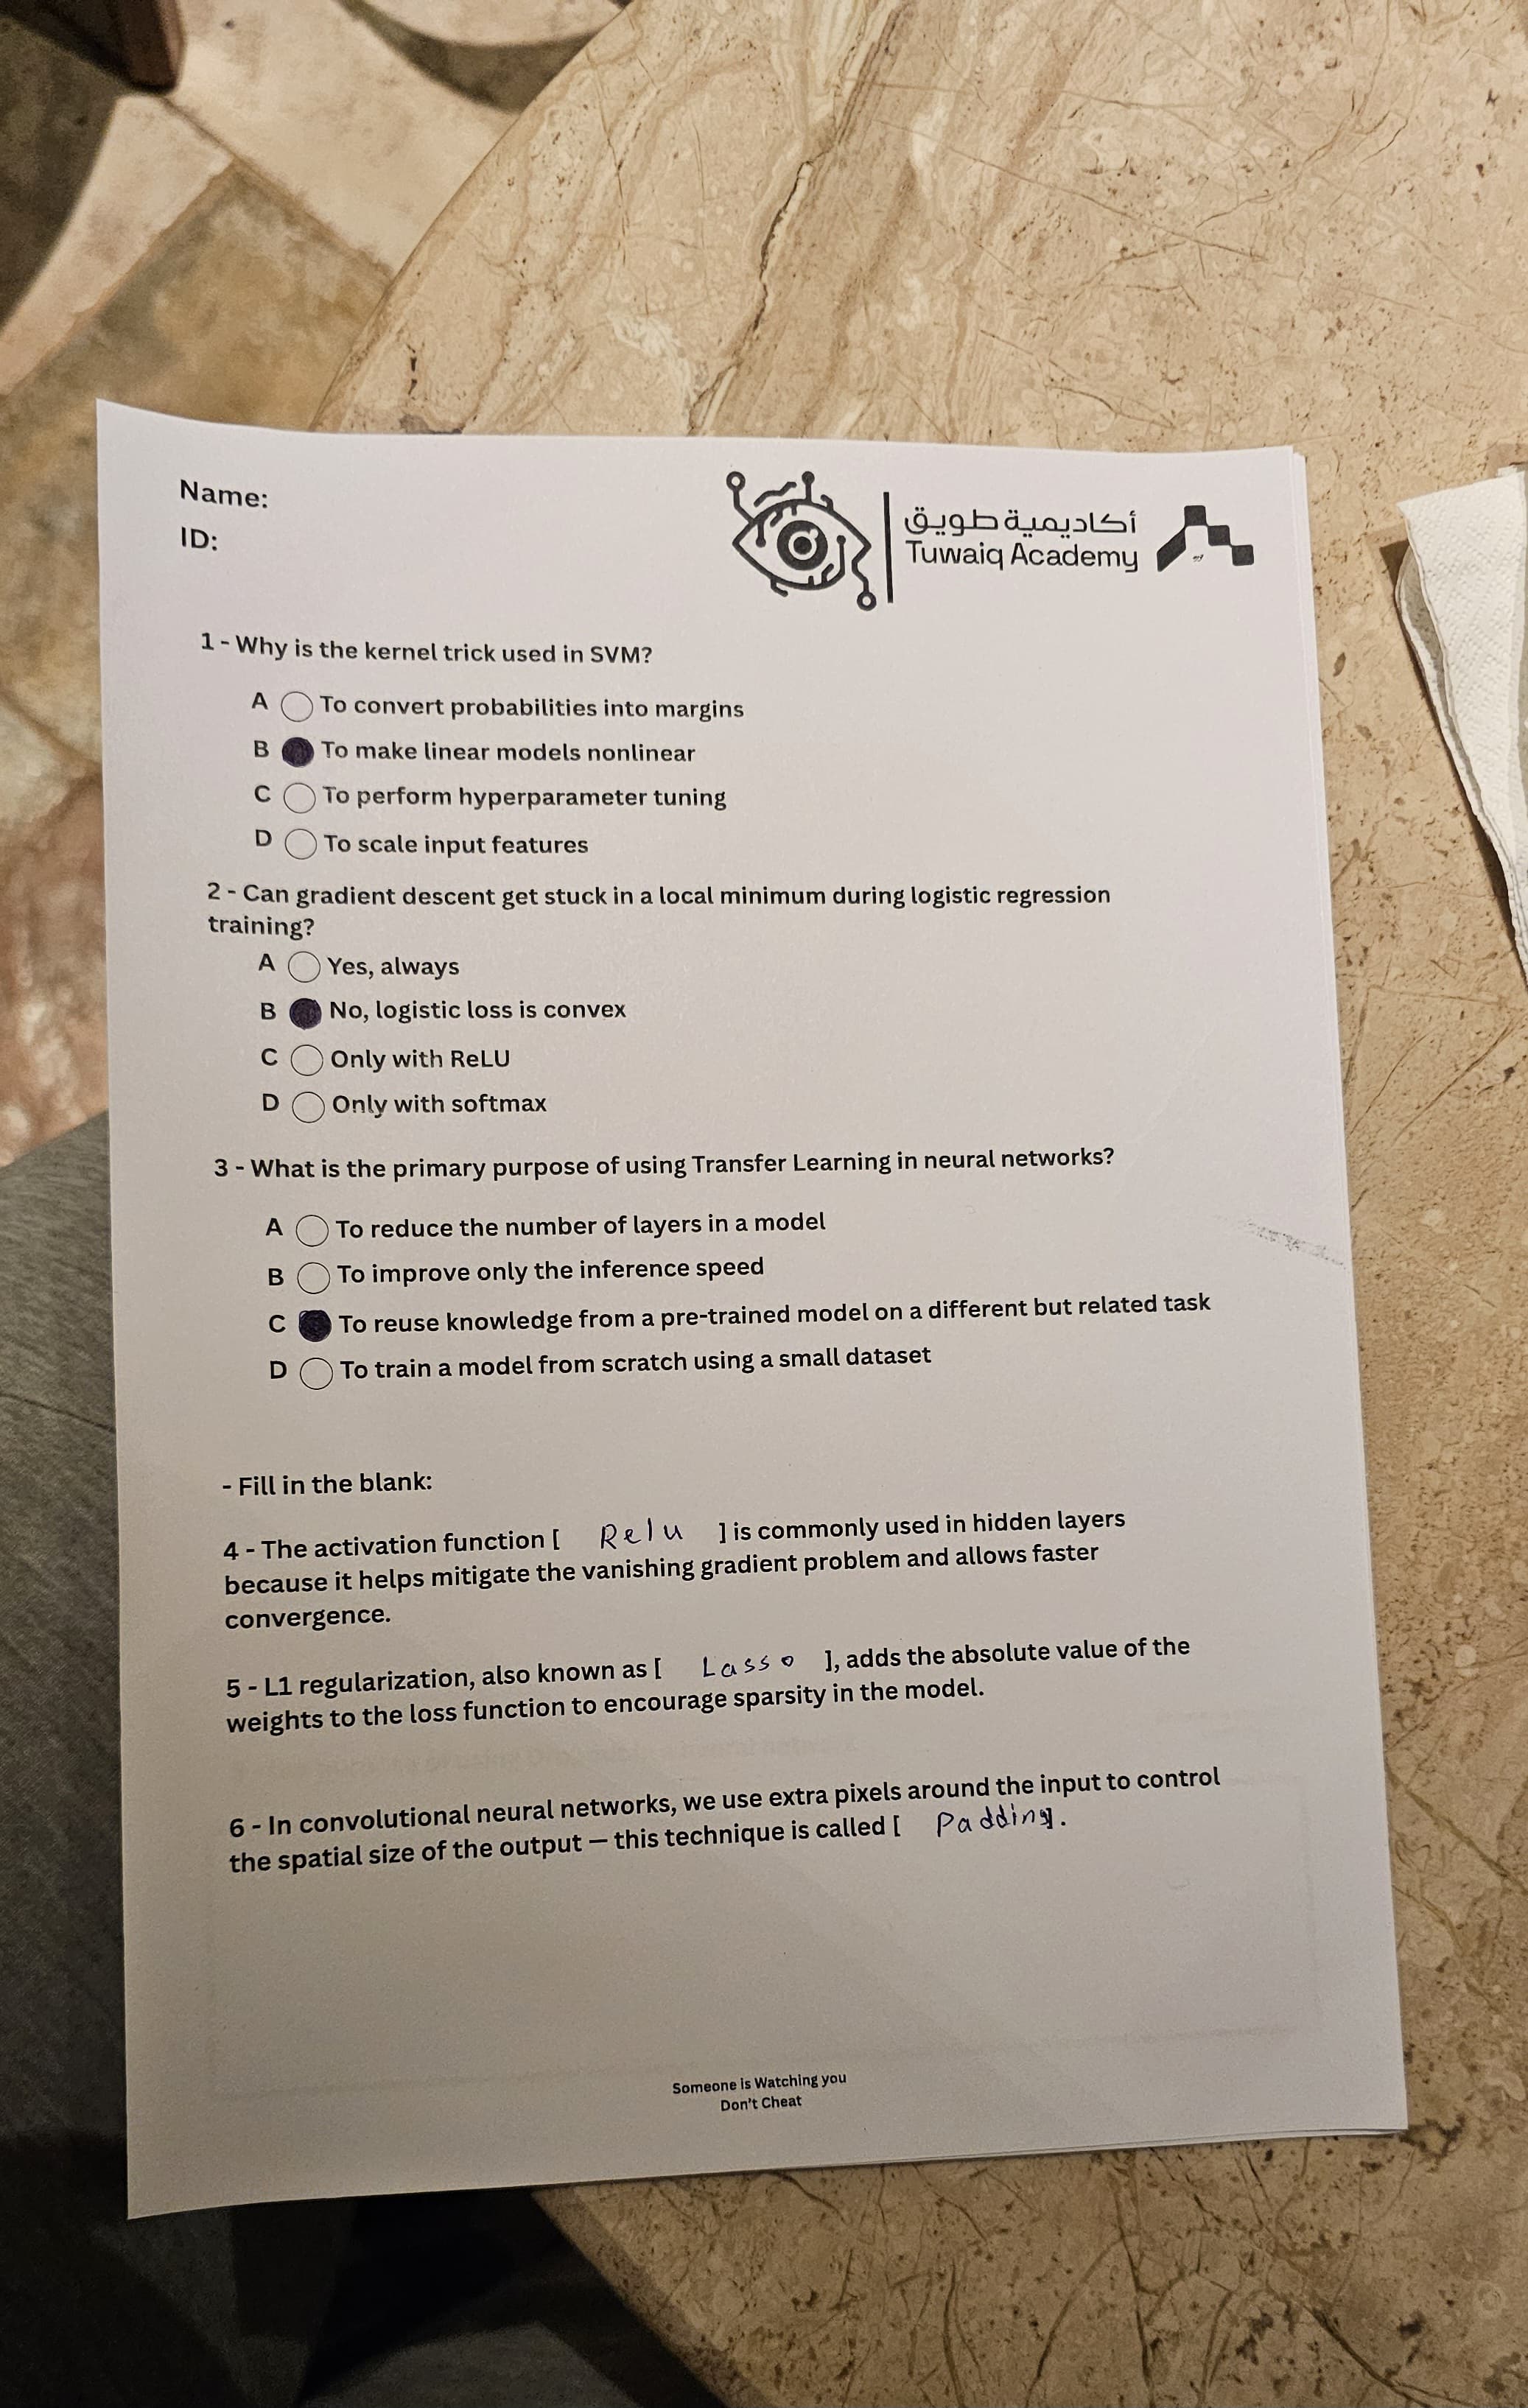 Name:
ID:
أكاديمية طويق
Tuwaiq Academy
1 - Why is the kernel trick used in SVM?
A To convert probabilities into margins
B To make linear models nonlinear
C To perform hyperparameter tuning
D To scale input features
2 - Can gradient descent get stuck in a local minimum during logistic regression
training?
A Yes, always
B No, logistic loss is convex
C Only with ReLU
D Only with softmax
3 - What is the primary purpose of using Transfer Learning in neural networks?
A To reduce the number of layers in a model
B To improve only the inference speed
C To reuse knowledge from a pre-trained model on a different but related task
D To train a model from scratch using a small dataset
- Fill in the blank:
4 - The activation function [ Relu ] is commonly used in hidden layers
because it helps mitigate the vanishing gradient problem and allows faster
convergence.
5 - L1 regularization, also known as [ Lasso ], adds the absolute value of the
weights to the loss function to encourage sparsity in the model.
6 - In convolutional neural networks, we use extra pixels around the input to control
the spatial size of the output — this technique is called [ Padding ].
Someone is Watching you
Don't Cheat